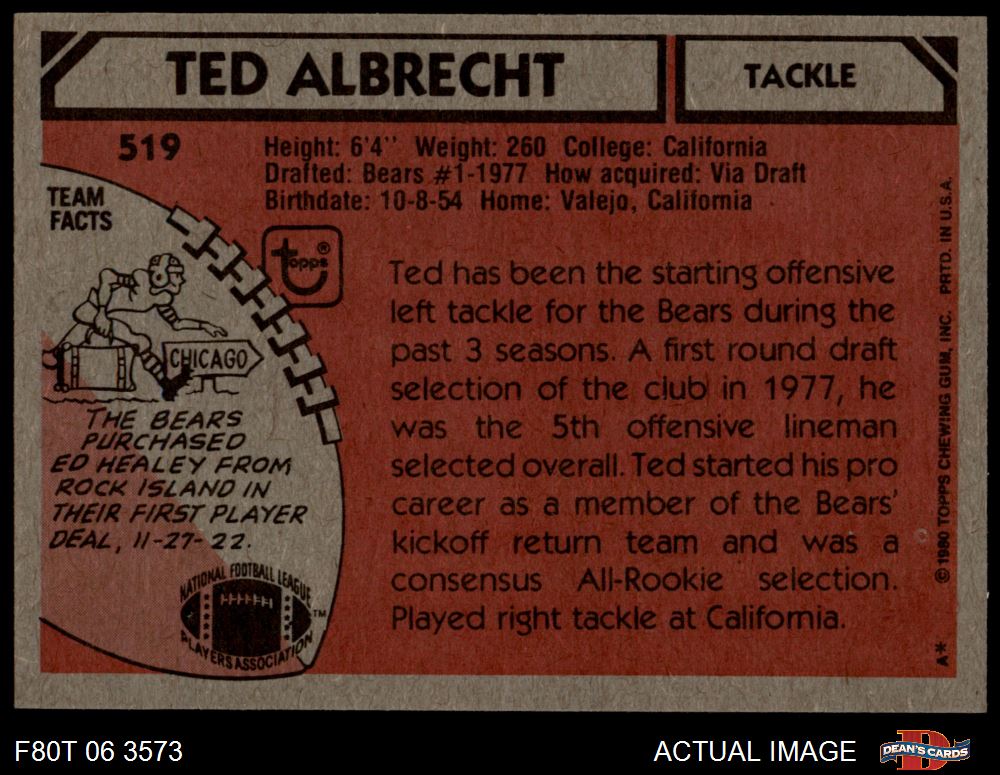 TED ALBRECHT
TACKLE
519
Height: 6'4" Weight: 260 College: California
Drafted: Bears #1-1977 How acquired: Via Draft
Birthdate: 10-8-54 Home: Valejo, California
TEAM
FACTS
topps®
CHICAGO
THE BEARS
PURCHASED
ED HEALEY FROM
ROCK ISLAND IN
THEIR FIRST PLAYER
DEAL, 11-27-22.
NATIONAL FOOTBALL LEAGUE
PLAYERS ASSOCIATION
TM
Ted has been the starting offensive
left tackle for the Bears during the
past 3 seasons. A first round draft
selection of the club in 1977, he
was the 5th offensive lineman
selected overall. Ted started his pro
career as a member of the Bears'
kickoff return team and was a
consensus All-Rookie selection.
Played right tackle at California.
A* © 1980 TOPPS CHEWING GUM, INC. PRTD. IN U.S.A.
F80T 06 3573
ACTUAL IMAGE
D
DEAN'S CARDS